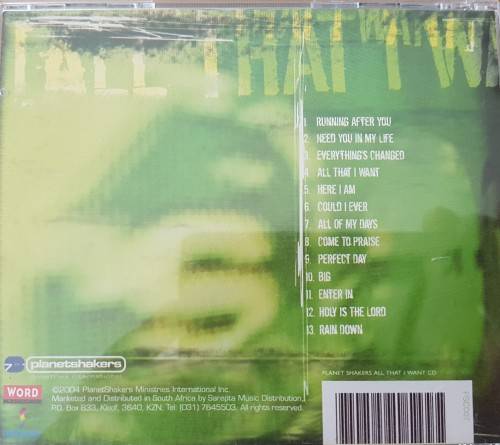 ALL THAT I WA
1. RUNNING AFTER YOU
2. NEED YOU IN MY LIFE
3. EVERYTHING'S CHANGED
4. ALL THAT I WANT
5. HERE I AM
6. COULD I EVER
7. ALL OF MY DAYS
8. COME TO PRAISE
9. PERFECT DAY
10. BIG
11. ENTER IN
12. HOLY IS THE LORD
13. RAIN DOWN
planetshakers
PLANET SHAKERS ALL THAT I WANT CD
©2004 PlanetShakers Ministries International Inc.
Marketed and Distributed in South Africa by Sarepta Music Distribution,
P.O. Box 633, Kloof, 3640, KZN; Tel: (031) 7645503. All Rights Reserved.
WORD